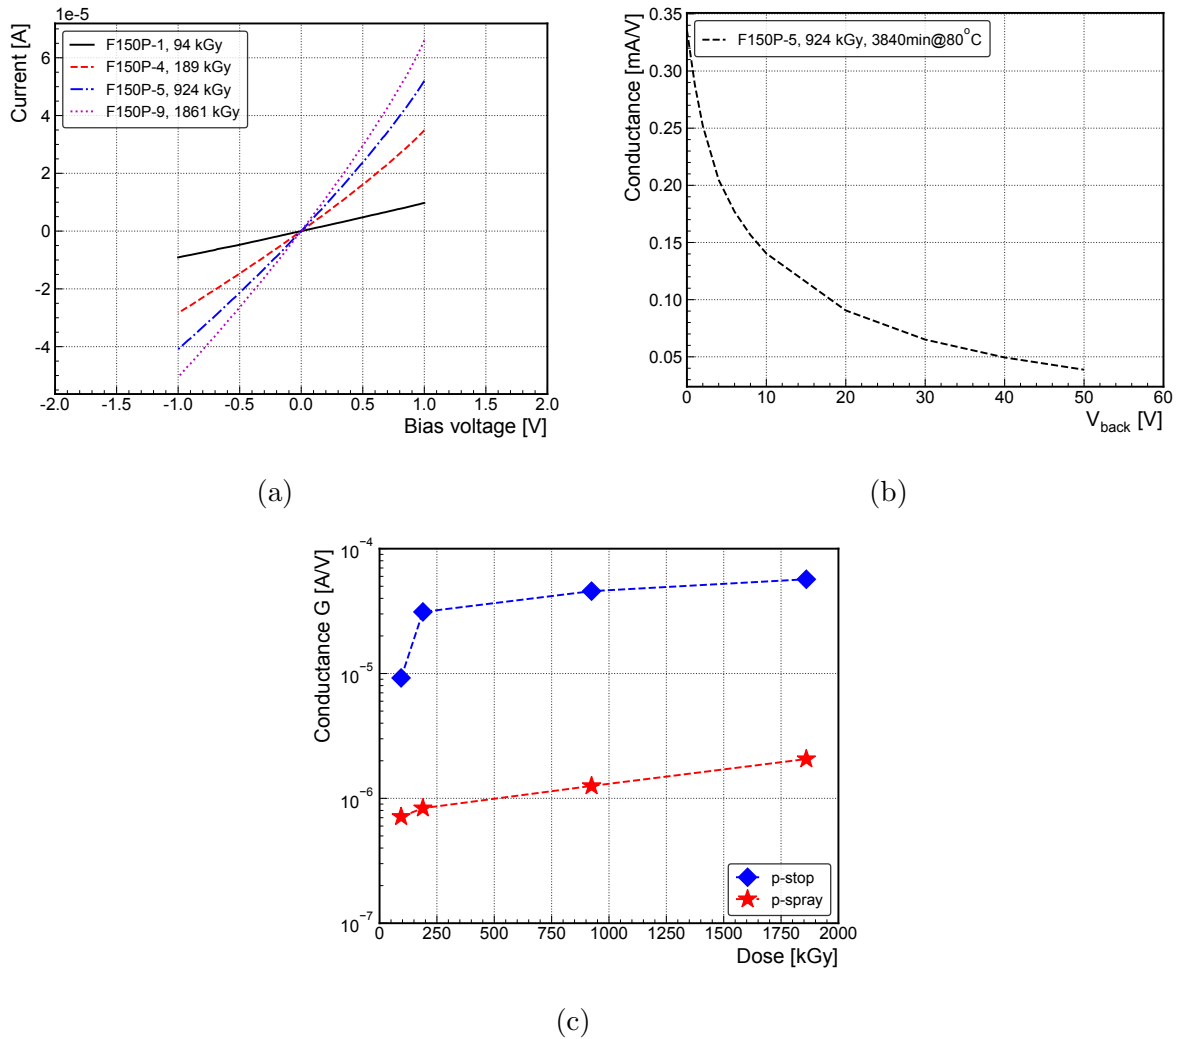 1e-5
Current [A]
6
4
2
0
−2
−4
F150P-1, 94 kGy
F150P-4, 189 kGy
F150P-5, 924 kGy
F150P-9, 1861 kGy
-2.0 -1.5 -1.0 -0.5 0.0 0.5 1.0 1.5 2.0
Bias voltage [V]
(a)
Conductance [mA/V]
0.35
0.30
0.25
0.20
0.15
0.10
0.05
F150P-5, 924 kGy, 3840min@80°C
0 10 20 30 40 50 60
V_back [V]
(b)
Conductance G [A/V]
10⁻⁴
10⁻⁵
10⁻⁶
10⁻⁷
p-stop
p-spray
0 250 500 750 1000 1250 1500 1750 2000
Dose [kGy]
(c)